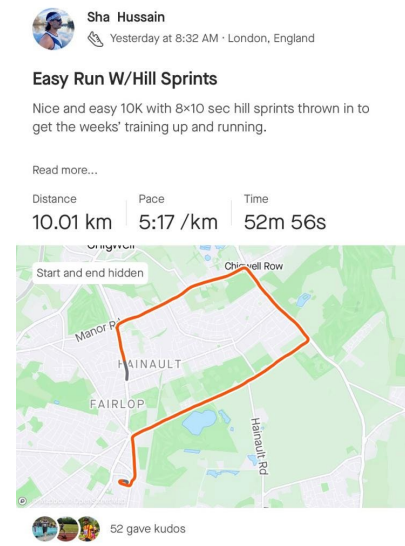 Sha Hussain
Yesterday at 8:32 AM · London, England
Easy Run W/Hill Sprints
Nice and easy 10K with 8×10 sec hill sprints thrown in to
get the weeks’ training up and running.
Read more...
Distance
Pace
Time
10.01 km
5:17 /km
52m 56s
Chigwell
Start and end hidden
Chigwell Row
Manor R
HAINAULT
FAIRLOP
Hainault Rd
52 gave kudos